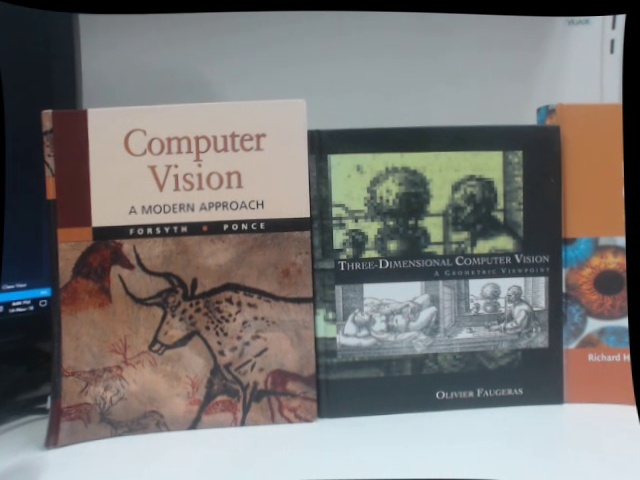 Computer
Vision
A MODERN APPROACH
FORSYTH PONCE
THREE-DIMENSIONAL COMPUTER VISION
A GEOMETRIC VIEWPOINT
OLIVIER FAUGERAS
Richard H